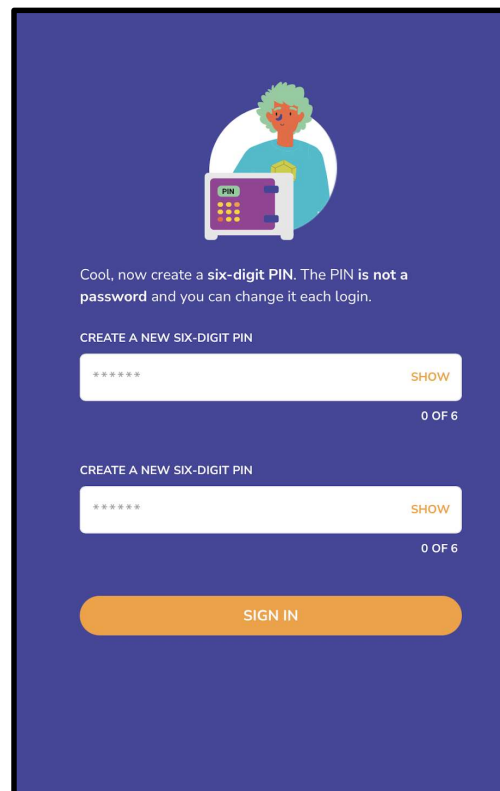 PIN
Cool, now create a six-digit PIN. The PIN is not a
password and you can change it each login.
CREATE A NEW SIX-DIGIT PIN
****** SHOW
0 OF 6
CREATE A NEW SIX-DIGIT PIN
****** SHOW
0 OF 6
SIGN IN